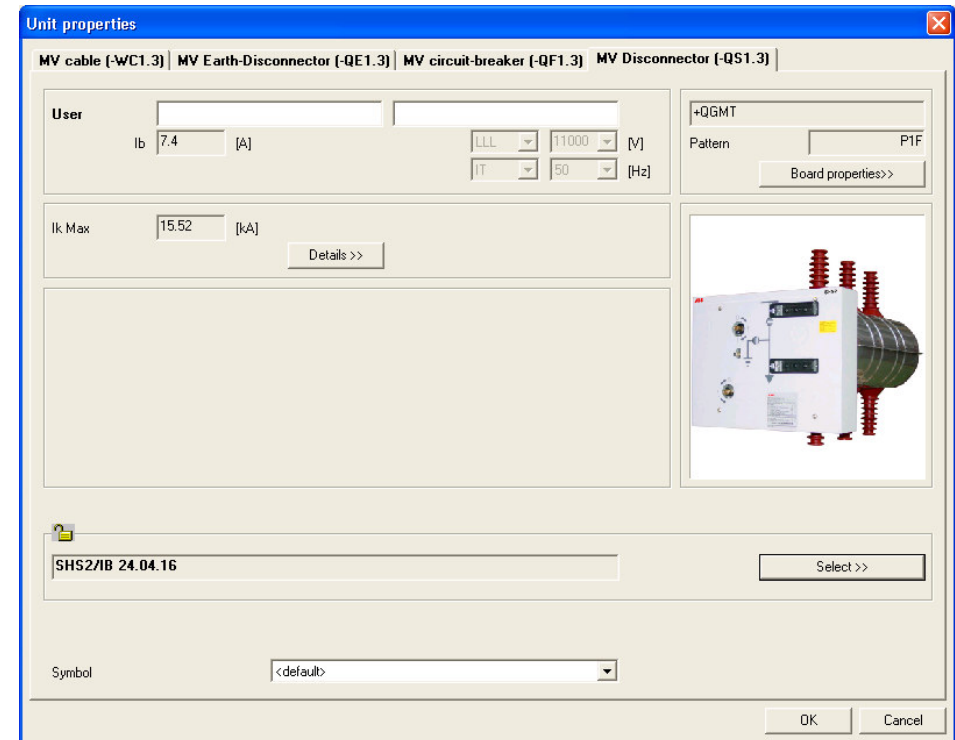 Unit properties
MV cable (-WC1.3) MV Earth-Disconnector (-QE1.3) MV circuit-breaker (-QF1.3) MV Disconnector (-QS1.3)
User
Ib 7.4 [A] LLL 11000 [V]
IT 50 [Hz]
+QGMT
Pattern P1F
Board properties>>
Ik Max 15.52 [kA]
Details >>
ABB
SHS2/IB 24.04.16
Select >>
Symbol <default>
OK Cancel